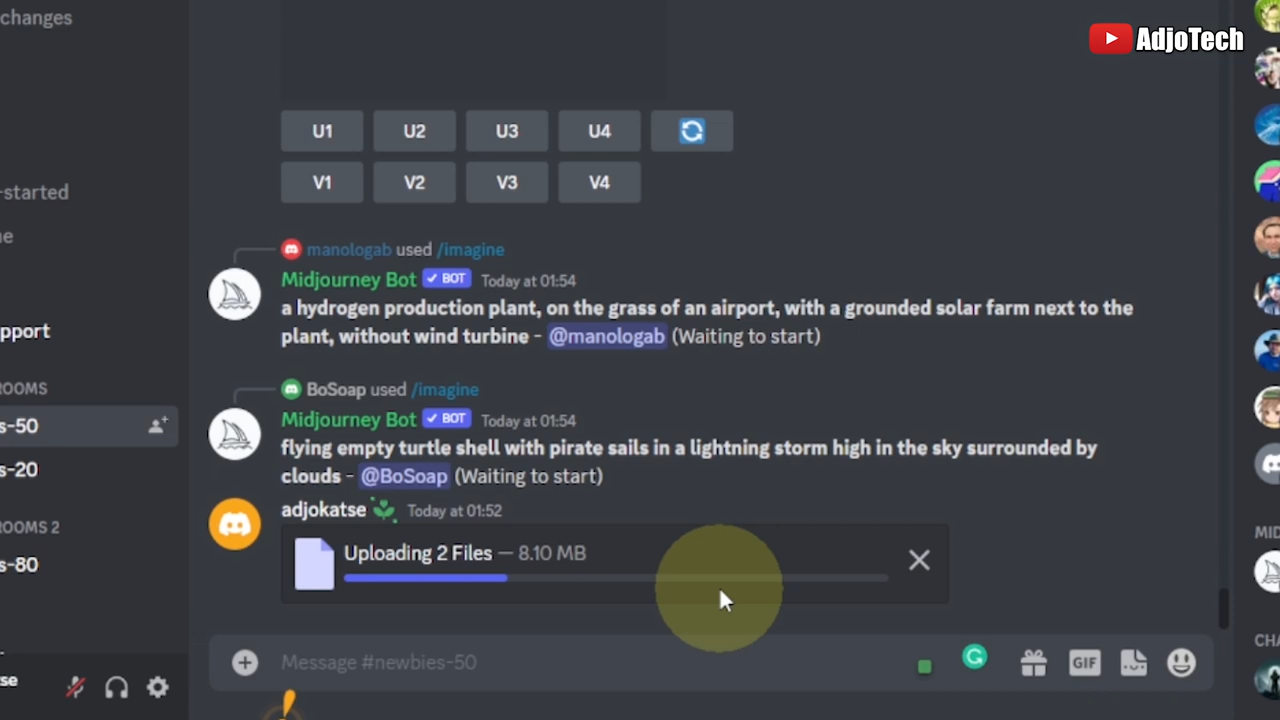 changes
AdjoTech
U1 U2 U3 U4
V1 V2 V3 V4
-started
manologab used /imagine
Midjourney Bot ✔ BOT Today at 01:54
a hydrogen production plant, on the grass of an airport, with a grounded solar farm next to the
plant, without wind turbine - @manologab (Waiting to start)
pport
ROOMS
BoSoap used /imagine
s-50
Midjourney Bot ✔ BOT Today at 01:54
flying empty turtle shell with pirate sails in a lightning storm high in the sky surrounded by
clouds - @BoSoap (Waiting to start)
s-20
adjokatse Today at 01:52
ROOMS 2
MID
Uploading 2 Files — 8.10 MB
s-80
CHA
Message #newbies-50
GIF
se